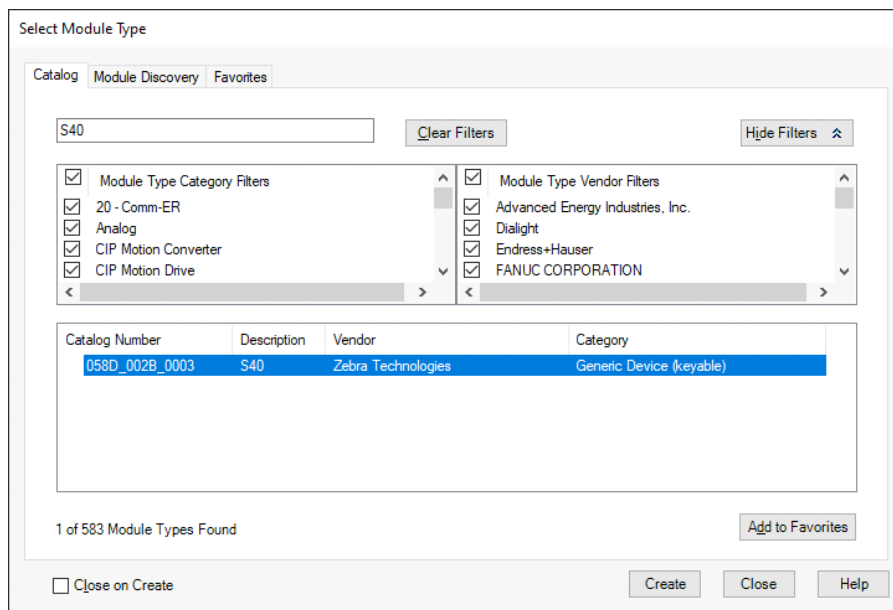 Select Module Type
Catalog Module Discovery Favorites
S40 Clear Filters Hide Filters
Module Type Category Filters
20 - Comm-ER
Analog
CIP Motion Converter
CIP Motion Drive
Module Type Vendor Filters
Advanced Energy Industries, Inc.
Dialight
Endress+Hauser
FANUC CORPORATION
Catalog Number Description Vendor Category
058D_002B_0003 S40 Zebra Technologies Generic Device (keyable)
1 of 583 Module Types Found Add to Favorites
Close on Create Create Close Help